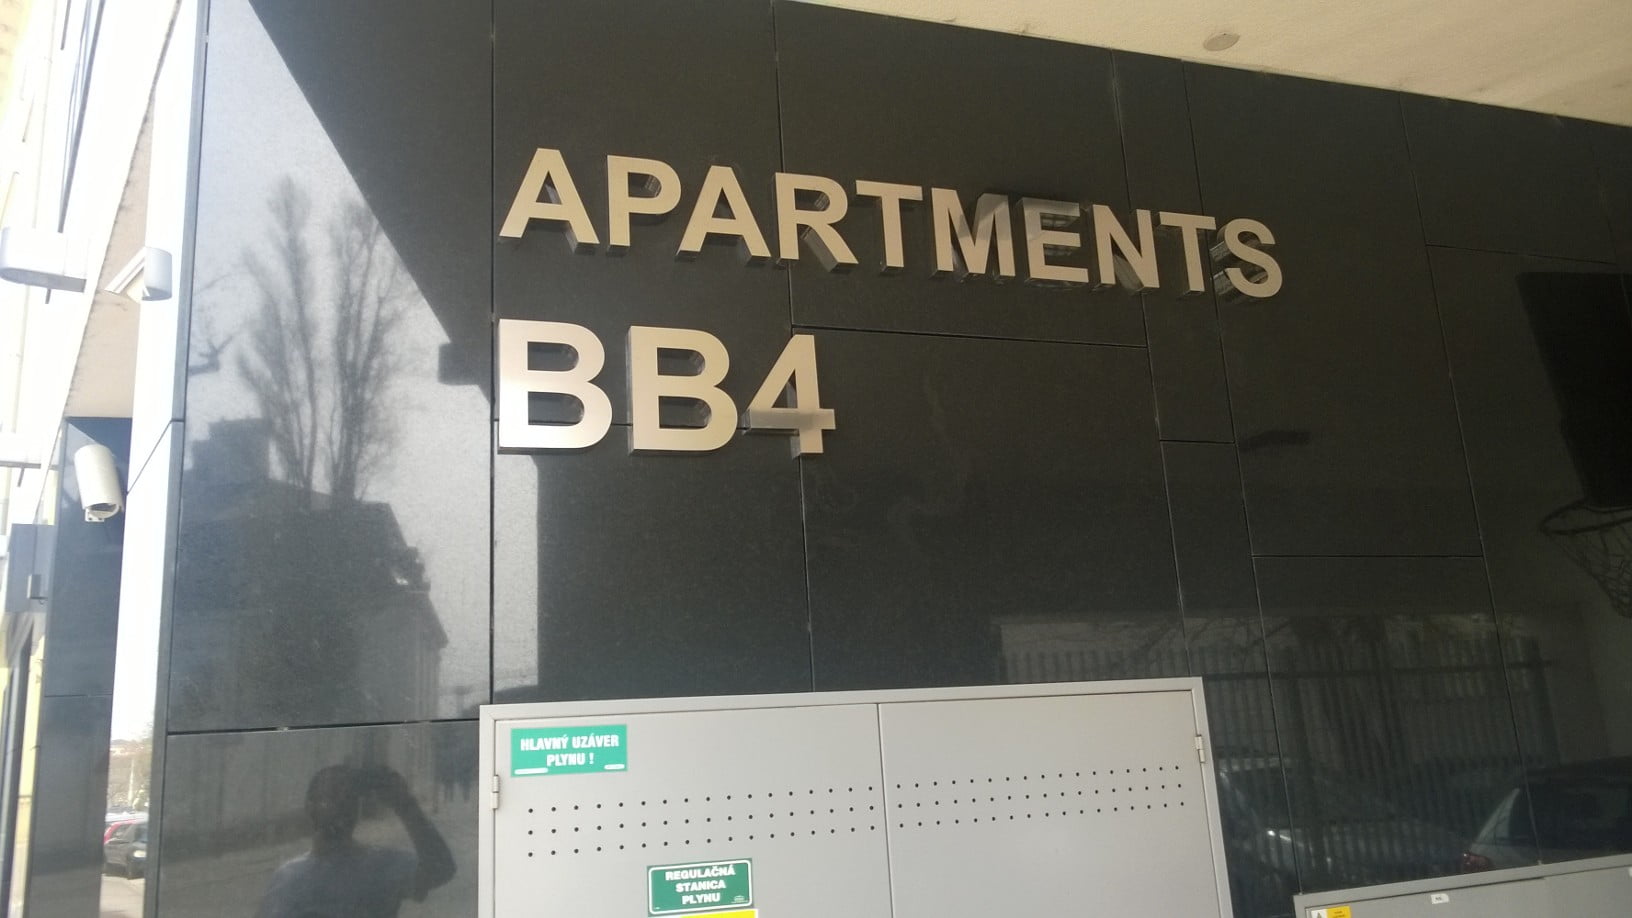 APARTMENTS
BB4
HLAVNÝ UZÁVER
PLYNU !
REGULAČNÁ
STANICA
PLYNU